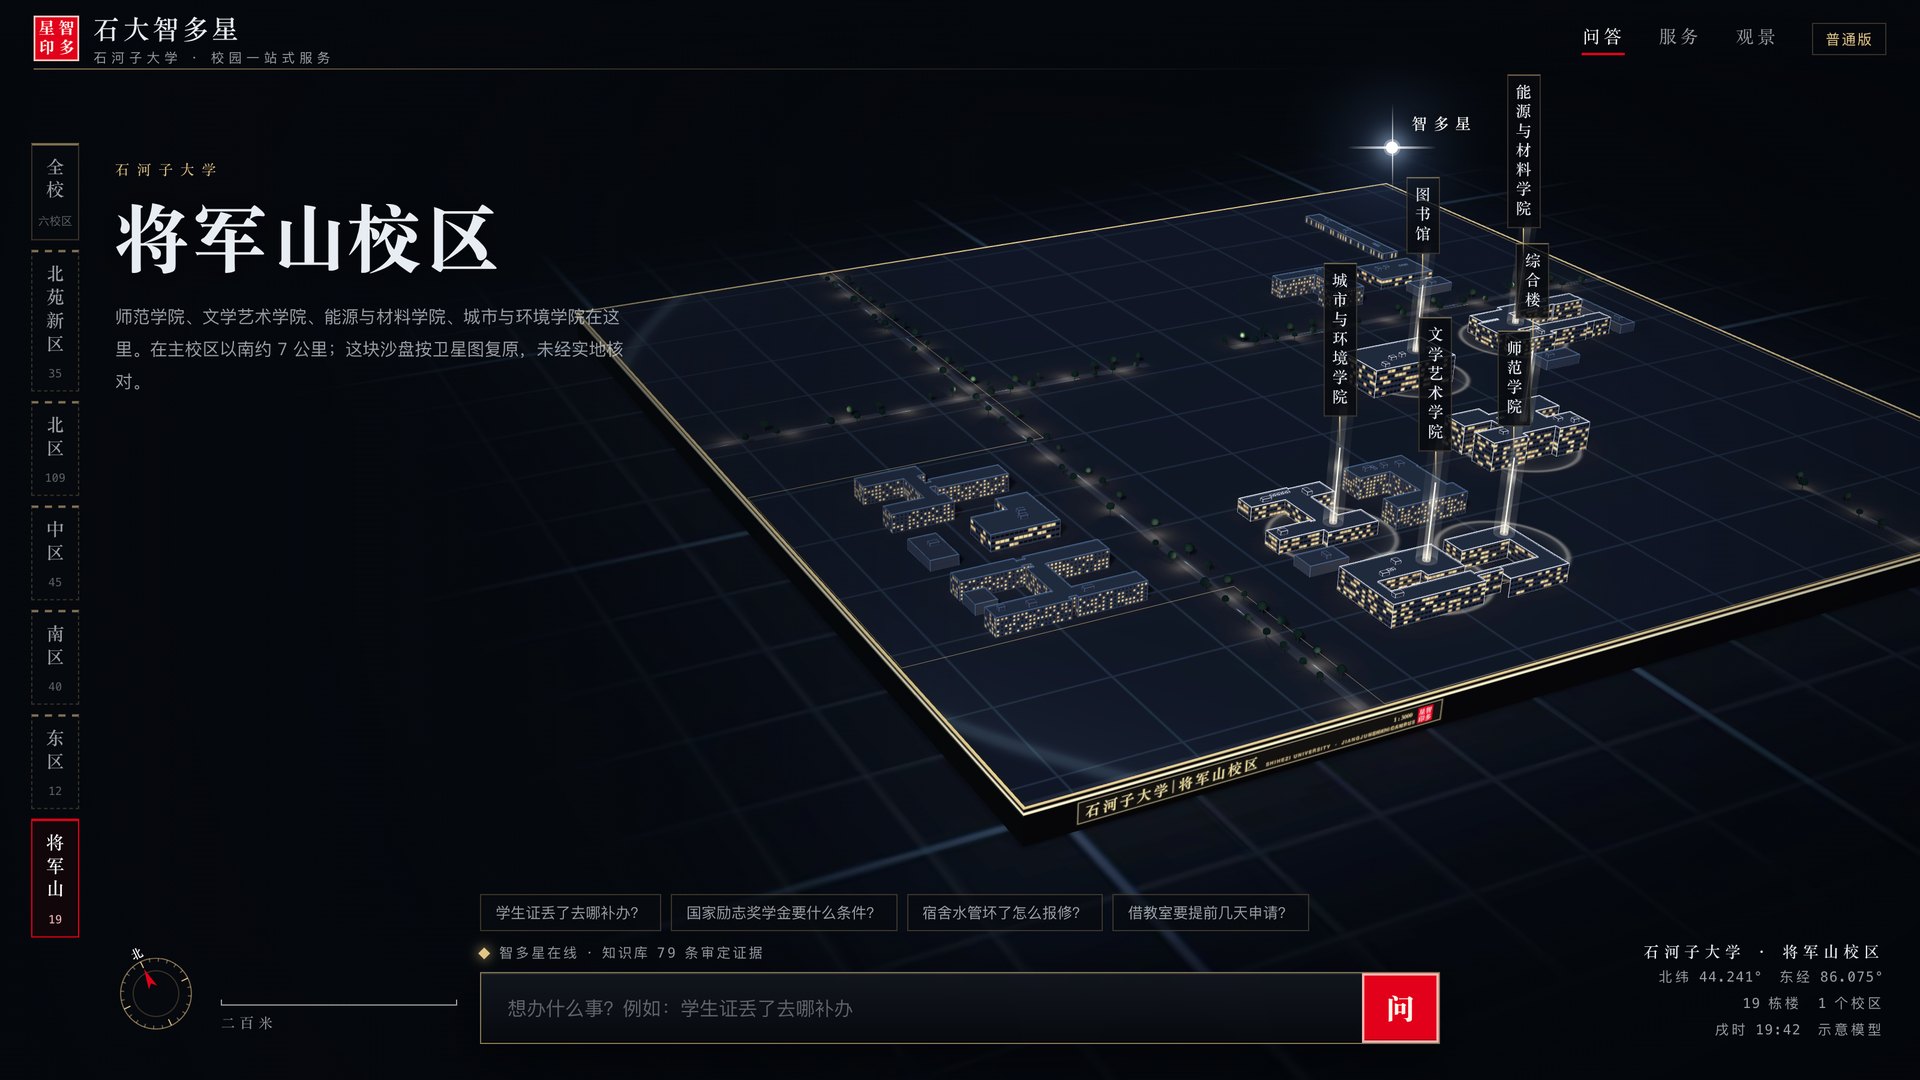 星智
印多
石大智多星
石河子大学 · 校园一站式服务
问答
服务
观景
普通版
全校
六校区
北苑新区
35
北区
109
中区
45
南区
40
东区
12
将军山
19
石河子大学
将军山校区
师范学院、文学艺术学院、能源与材料学院、城市与环境学院在这
里。在主校区以南约 7 公里；这块沙盘按卫星图复原，未经实地核
对。
智多星
能源与材料学院
图书馆
综合楼
城市与环境学院
文学艺术学院
师范学院
1:3000
石河子大学|将军山校区
SHIHEZI UNIVERSITY
学生证丢了去哪补办？
国家励志奖学金要什么条件？
宿舍水管坏了怎么报修？
借教室要提前几天申请？
智多星在线 · 知识库 79 条审定证据
想办什么事？例如：学生证丢了去哪补办
问
北
二百米
石河子大学 · 将军山校区
北纬 44.241° 东经 86.075°
19 栋楼 1 个校区
戌时 19:42 示意模型